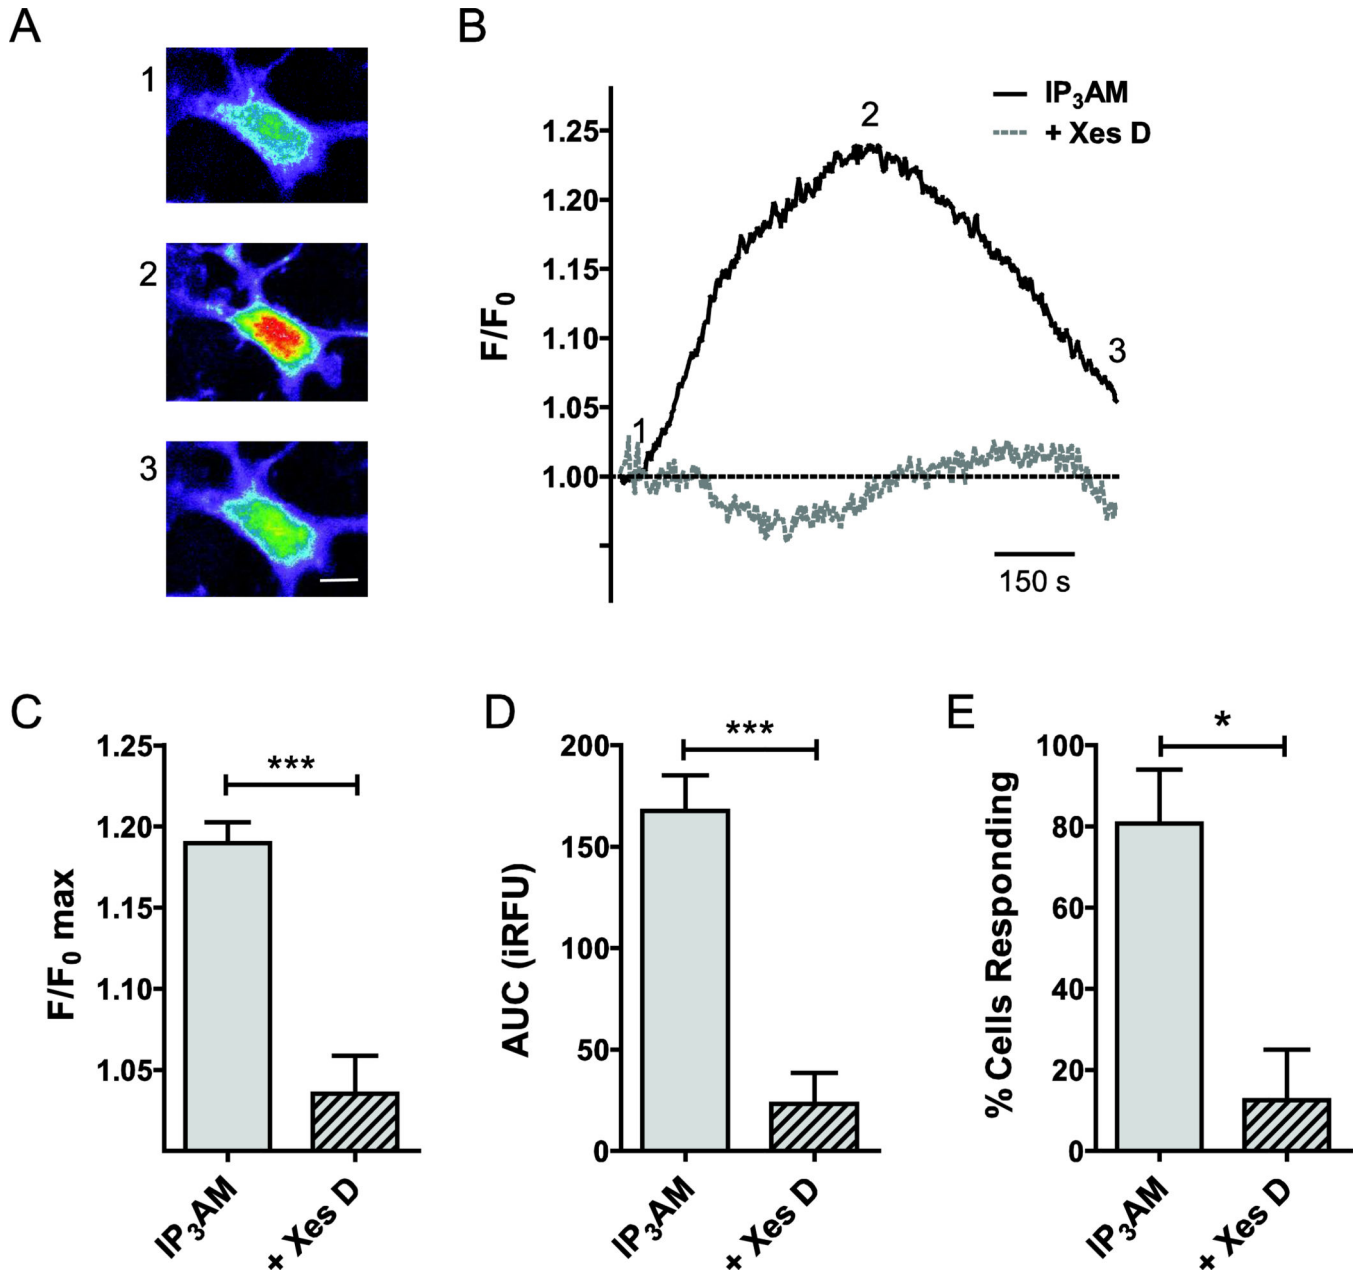 A
1
2
3
B
IP₃AM
+ Xes D
F/F₀
1.25
1.20
1.15
1.10
1.05
1.00
1
2
3
150 s
C
F/F₀ max
1.25
1.20
1.15
1.10
1.05
***
IP₃AM
+ Xes D
D
AUC (iRFU)
200
150
100
50
0
***
IP₃AM
+ Xes D
E
% Cells Responding
100
80
60
40
20
0
*
IP₃AM
+ Xes D